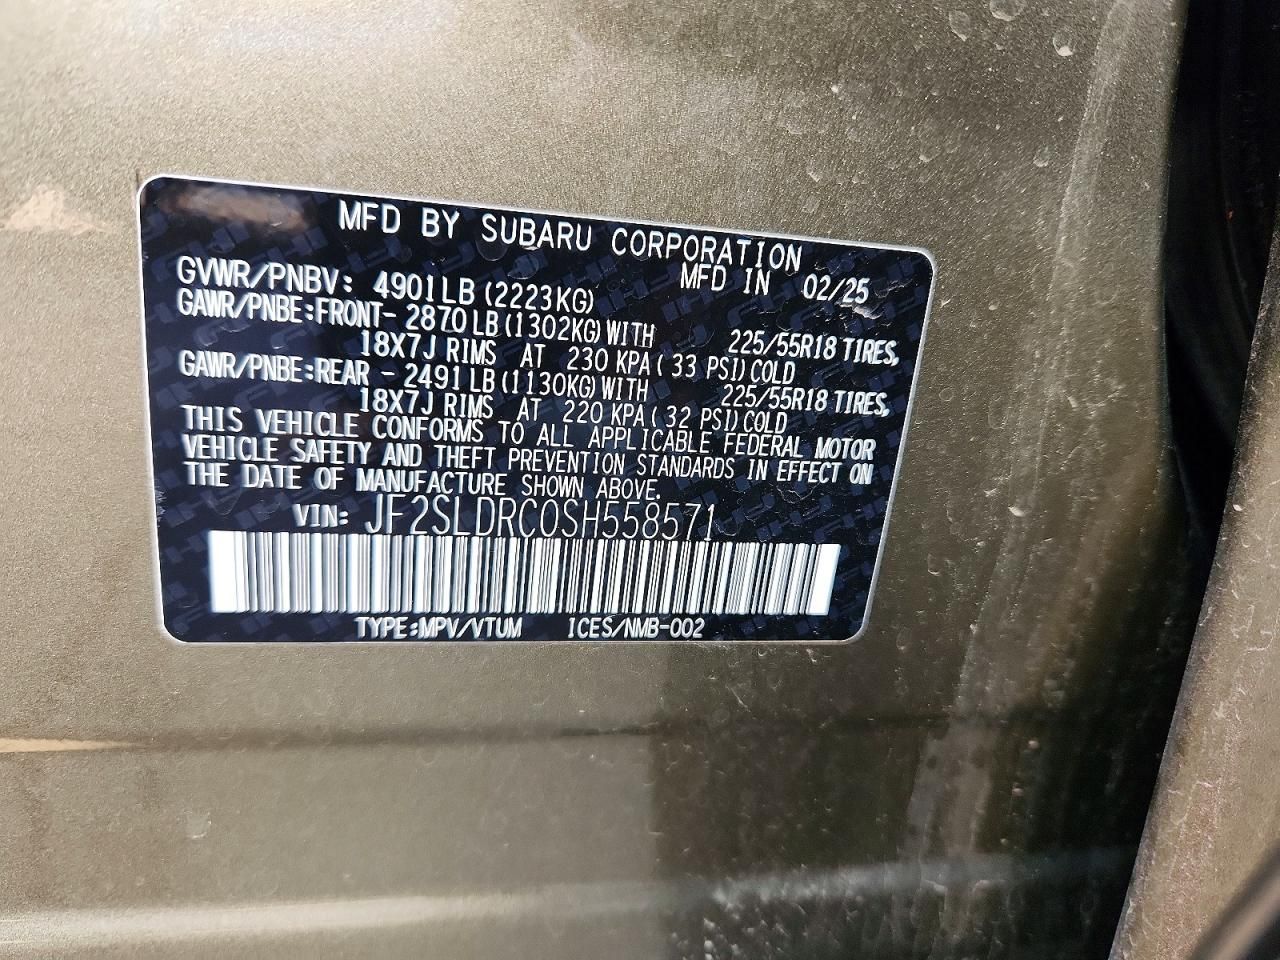 MFD BY SUBARU CORPORATION
GVWR/PNBV: 4901LB (2223KG) MFD IN 02/25
GAWR/PNBE:FRONT- 2870LB(1302KG)WITH 225/55R18 TIRES,
18X7J RIMS AT 230 KPA( 33 PSI)COLD
GAWR/PNBE:REAR - 2491LB(1130KG)WITH 225/55R18 TIRES,
18X7J RIMS AT 220 KPA( 32 PSI)COLD
THIS VEHICLE CONFORMS TO ALL APPLICABLE FEDERAL MOTOR
VEHICLE SAFETY AND THEFT PREVENTION STANDARDS IN EFFECT ON
THE DATE OF MANUFACTURE SHOWN ABOVE.
VIN: JF2SLDRC0SH558571
TYPE:MPV/VTUM ICES/NMB-002